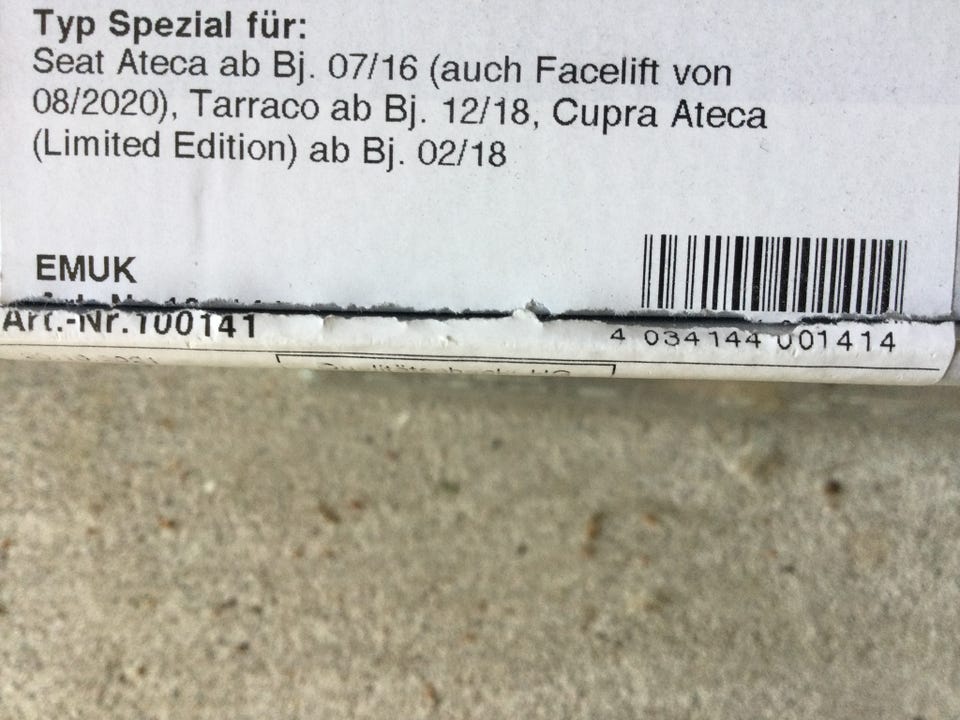 Typ Spezial für:
Seat Ateca ab Bj. 07/16 (auch Facelift von
08/2020), Tarraco ab Bj. 12/18, Cupra Ateca
(Limited Edition) ab Bj. 02/18
EMUK
Art.-Nr.100141
4 034144 001414